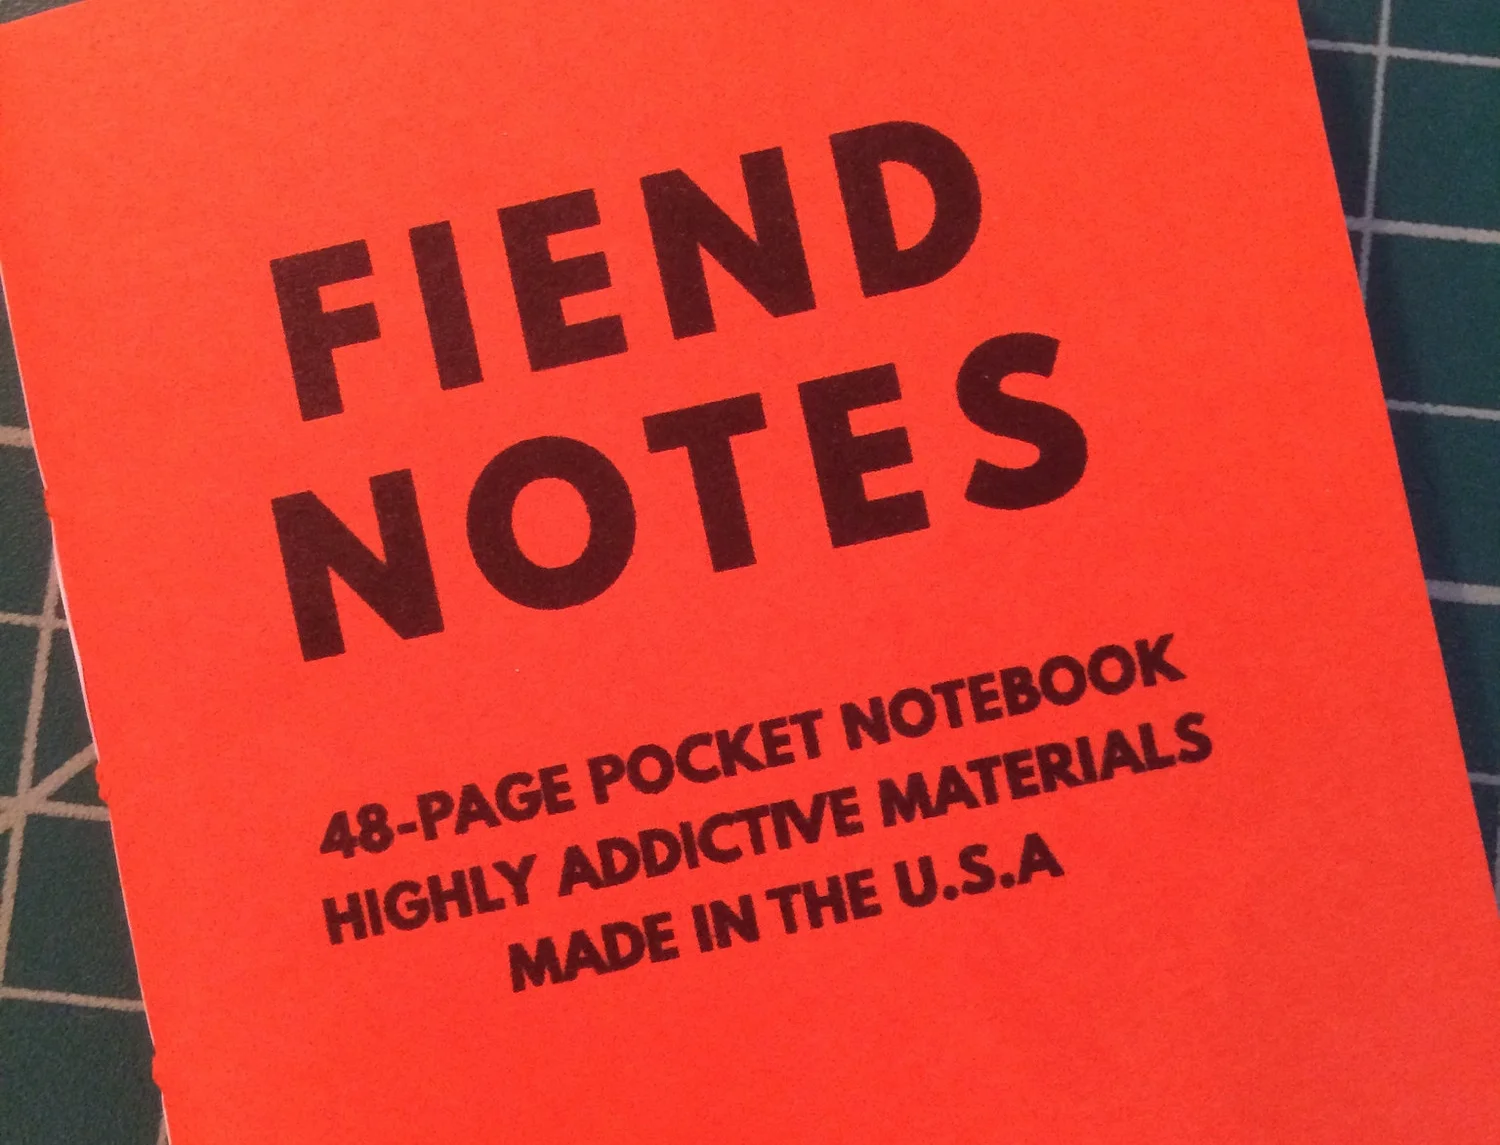 FIEND
NOTES
48-PAGE POCKET NOTEBOOK
HIGHLY ADDICTIVE MATERIALS
MADE IN THE U.S.A